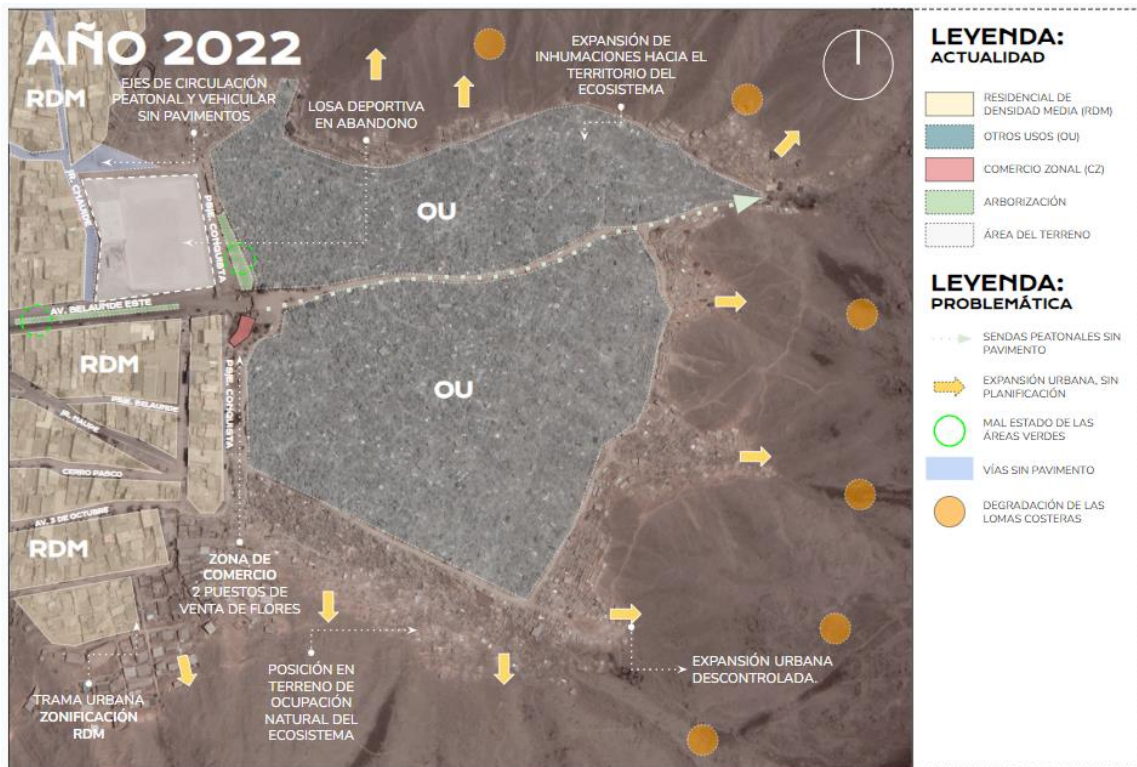 AÑO 2022
RDM
EJES DE CIRCULACIÓN
PEATONAL Y VEHICULAR
SIN PAVIMENTOS
LOSA DEPORTIVA
EN ABANDONO
EXPANSIÓN DE
INHUMACIONES HACIA EL
TERRITORIO DEL
ECOSISTEMA
JR. CHAUIDE
PSJE. CONQUISTA
OU
AV. BELAUNDE ESTE
RDM
PSJE. BELAUNDE
JR. NAUDE
PSJE. CONQUISTA
OU
CERRO PASCO
AV. 3 DE OCTUBRE
RDM
ZONA DE
COMERCIO
2 PUESTOS DE
VENTA DE FLORES
TRAMA URBANA
ZONIFICACIÓN
RDM
POSICIÓN EN
TERRENO DE
OCUPACIÓN
NATURAL DEL
ECOSISTEMA
EXPANSIÓN URBANA
DESCONTROLADA.
LEYENDA:
ACTUALIDAD
RESIDENCIAL DE
DENSIDAD MEDIA (RDM)
OTROS USOS (OU)
COMERCIO ZONAL (CZ)
ARBORIZACIÓN
ÁREA DEL TERRENO
LEYENDA:
PROBLEMÁTICA
SENDAS PEATONALES SIN
PAVIMENTO
EXPANSIÓN URBANA, SIN
PLANIFICACIÓN
MAL ESTADO DE LAS
ÁREAS VERDES
VÍAS SIN PAVIMENTO
DEGRADACIÓN DE LAS
LOMAS COSTERAS